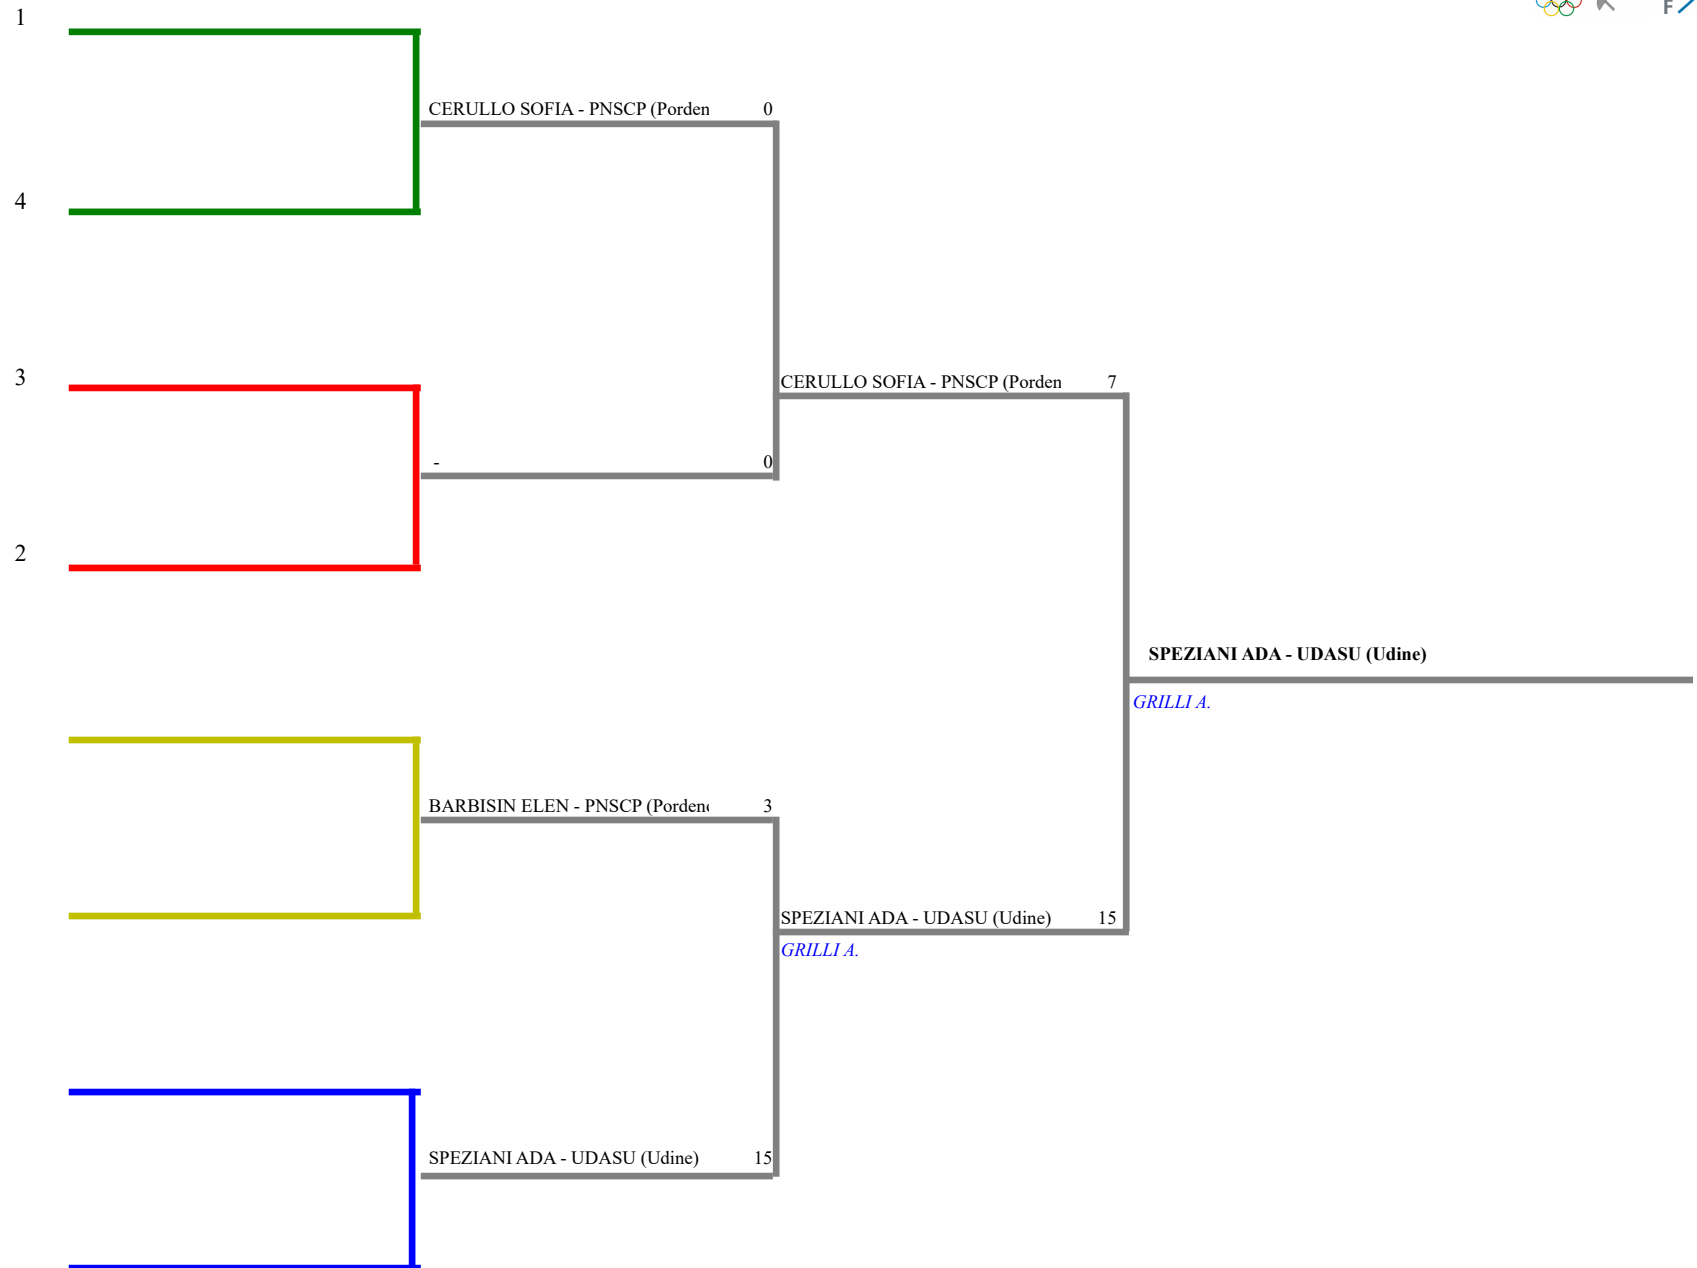 1
CERULLO SOFIA - PNSCP (Porden 0
4
3
CERULLO SOFIA - PNSCP (Porden 7
- 0
2
SPEZIANI ADA - UDASU (Udine)
GRILLI A.
BARBISIN ELEN - PNSCP (Porden 3
SPEZIANI ADA - UDASU (Udine) 15
GRILLI A.
SPEZIANI ADA - UDASU (Udine) 15
F